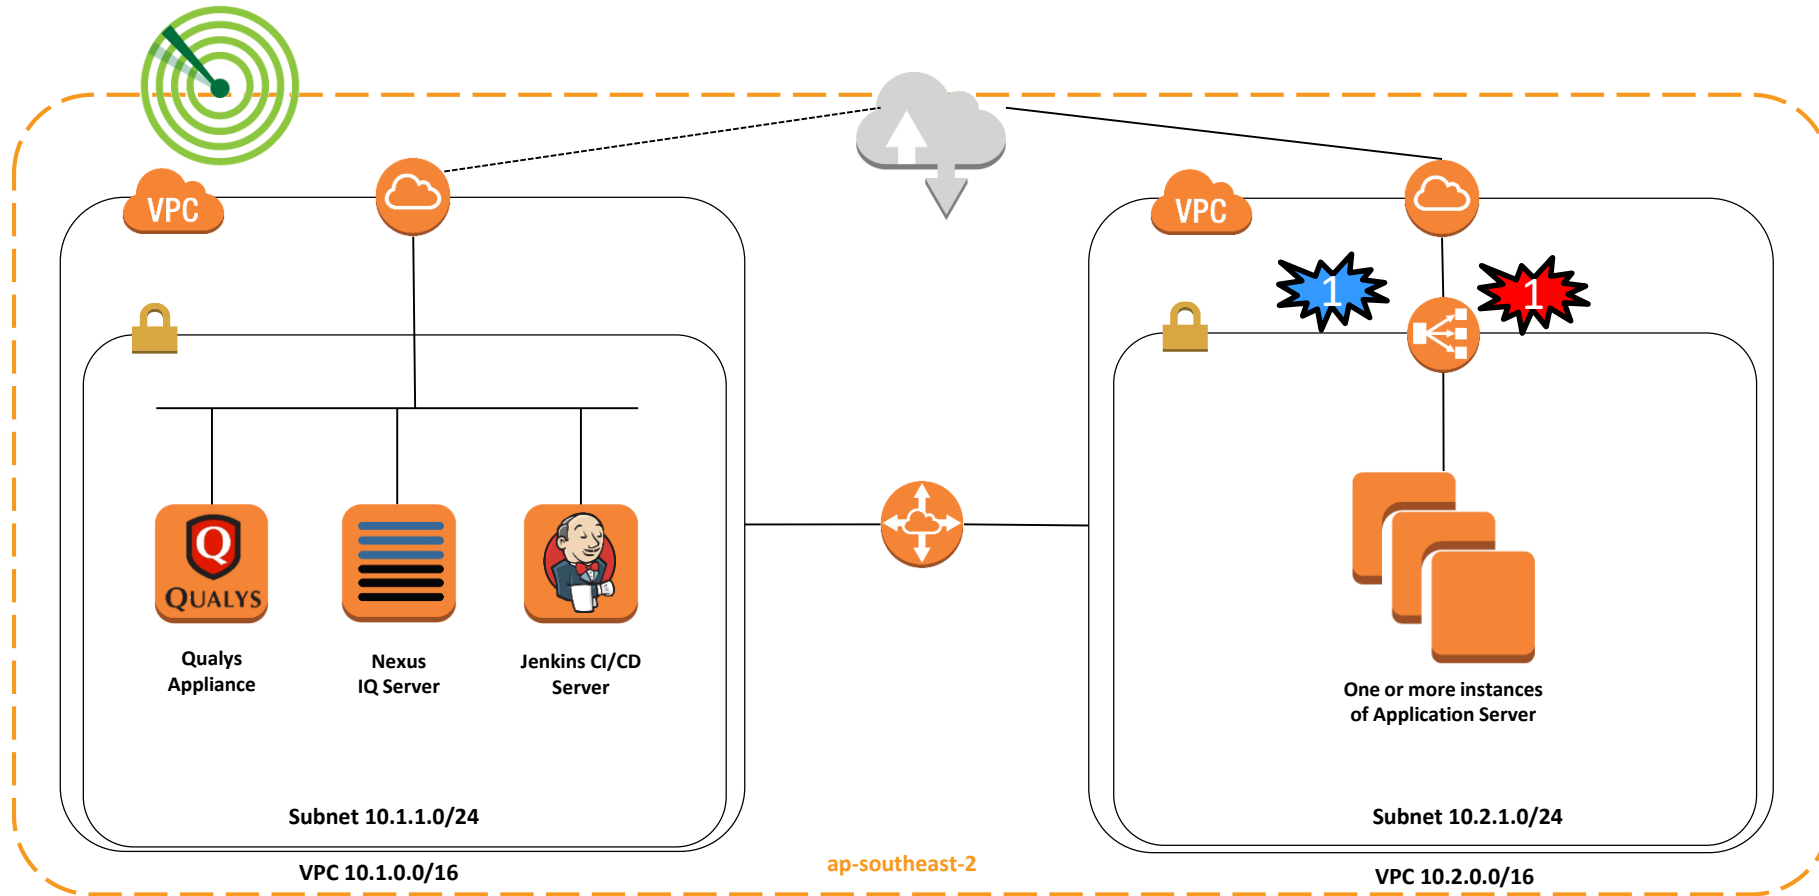 VPC
VPC
1
1
Q
QUALYS
Qualys
Appliance
Nexus
IQ Server
Jenkins CI/CD
Server
One or more instances
of Application Server
Subnet 10.1.1.0/24
Subnet 10.2.1.0/24
VPC 10.1.0.0/16
ap-southeast-2
VPC 10.2.0.0/16